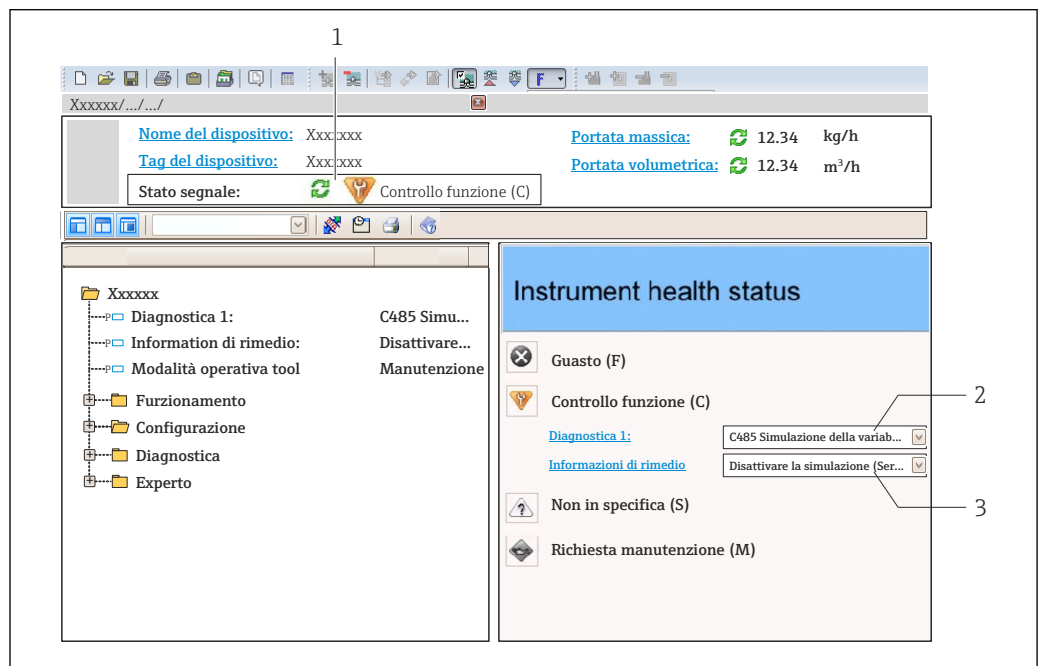 1
F
Xxxxxx/.../.../
Nome del dispositivo: Xxxxxxx
Portata massica: 12.34 kg/h
Tag del dispositivo: Xxxxxxx
Portata volumetrica: 12.34 m³/h
Stato segnale: Controllo funzione (C)
Xxxxxx
P Diagnostica 1: C485 Simu...
P Information di rimedio: Disattivare...
P Modalità operativa tool Manutenzione
Furzionamento
Configurazione
Diagnostica
Experto
Instrument health status
Guasto (F)
Controllo funzione (C)
2
Diagnostica 1: C485 Simulazione della variab...
Informazioni di rimedio Disattivare la simulazione (Ser...
Non in specifica (S)
3
Richiesta manutenzione (M)